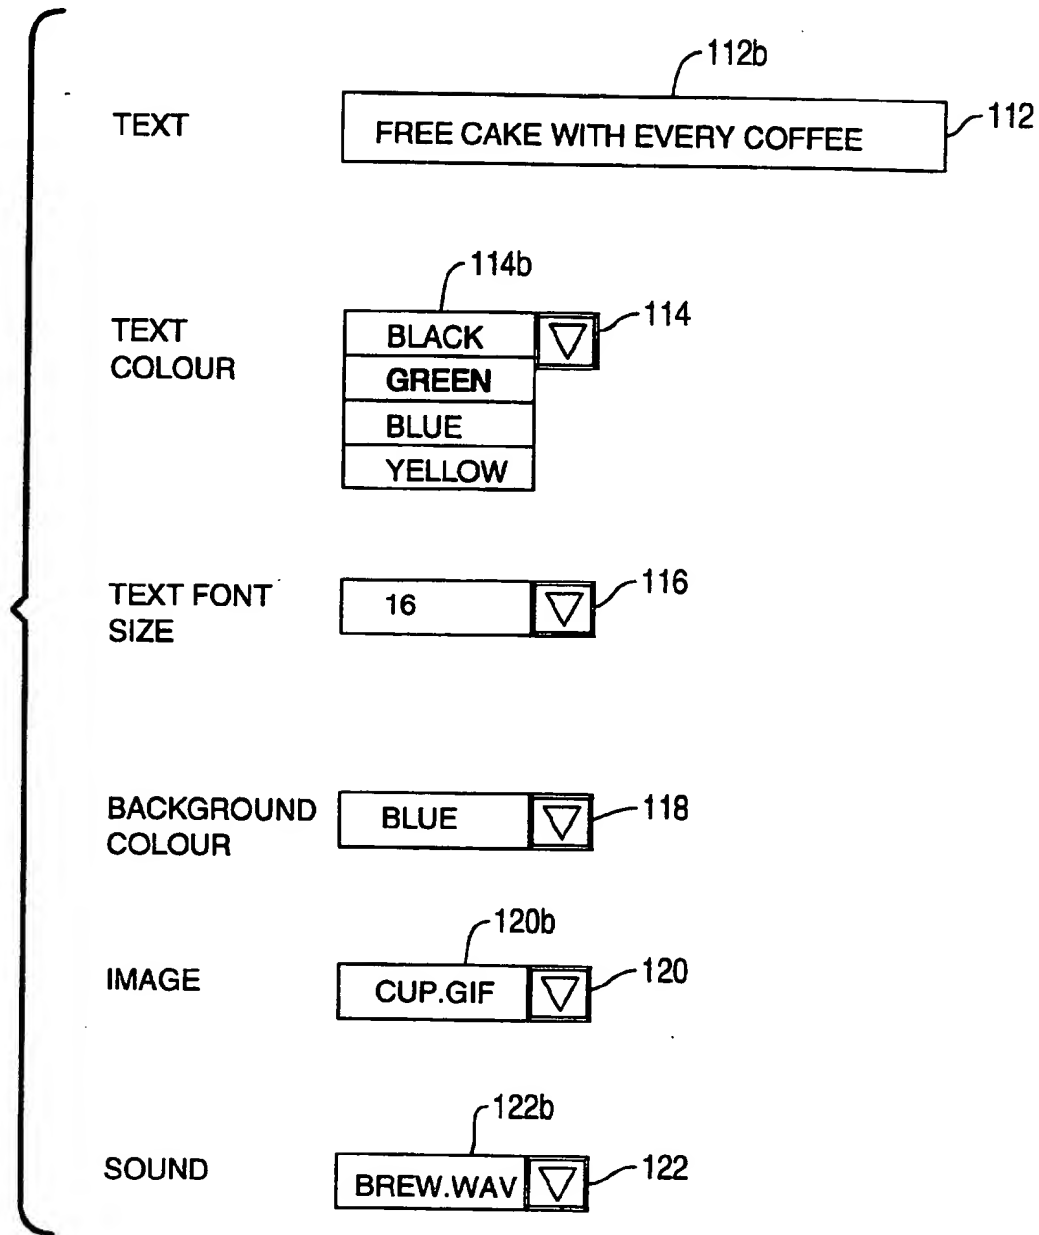 112b
TEXT
FREE CAKE WITH EVERY COFFEE
112
114b
TEXT
COLOUR
BLACK
114
GREEN
BLUE
YELLOW
TEXT FONT
SIZE
16
116
BACKGROUND
COLOUR
BLUE
118
120b
IMAGE
CUP.GIF
120
122b
SOUND
BREW.WAV
122